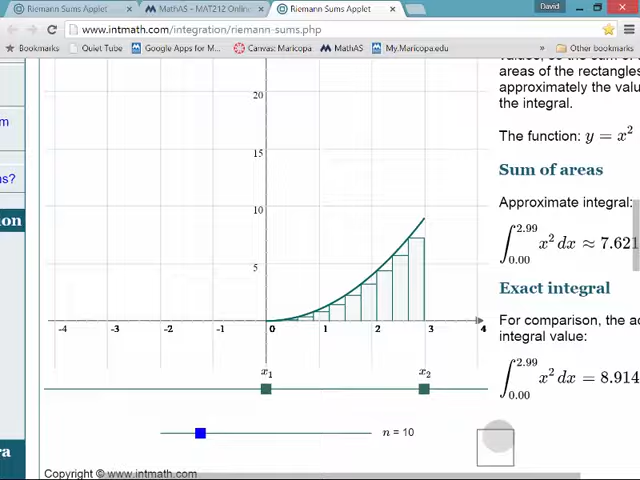 David
Riemann Sums Applet
MathAS - MAT212 Online
Riemann Sums Applet
www.intmath.com/integration/riemann-sums.php
Bookmarks Quiet Tube Google Apps for M... Canvas: Maricopa MathAS My.Maricopa.edu » Other bookmarks
m
s?
on
ra
20
15
10
5
-4 -3 -2 -1 0 1 2 3 4
x₁ x₂
n = 10
Copyright © www.intmath.com
areas of the rectangles
approximately the valu
the integral.
The function: y = x²
Sum of areas
Approximate integral:
∫_{0.00}^{2.99} x² dx ≈ 7.621
Exact integral
For comparison, the ac
integral value:
∫_{0.00}^{2.99} x² dx = 8.914